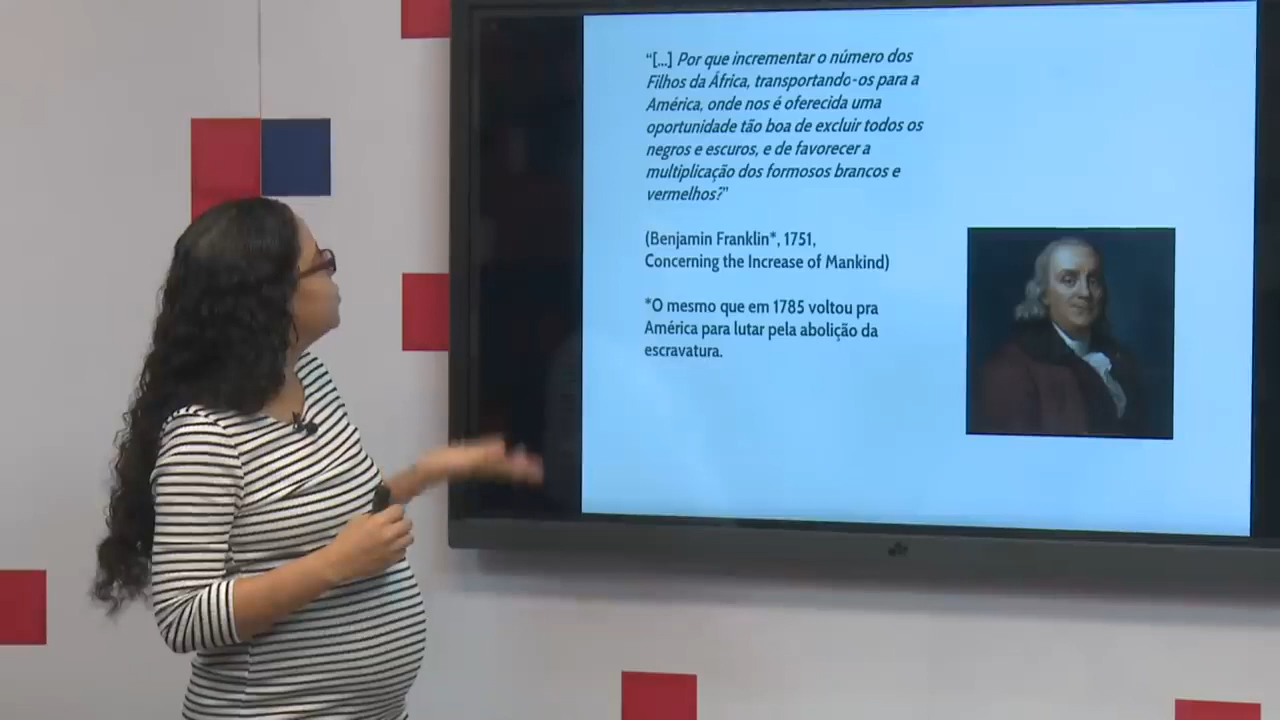 “[...] Por que incrementar o número dos
Filhos da África, transportando-os para a
América, onde nos é oferecida uma
oportunidade tão boa de excluir todos os
negros e escuros, e de favorecer a
multiplicação dos formosos brancos e
vermelhos?”
(Benjamin Franklin*, 1751,
Concerning the Increase of Mankind)
*O mesmo que em 1785 voltou pra
América para lutar pela abolição da
escravatura.